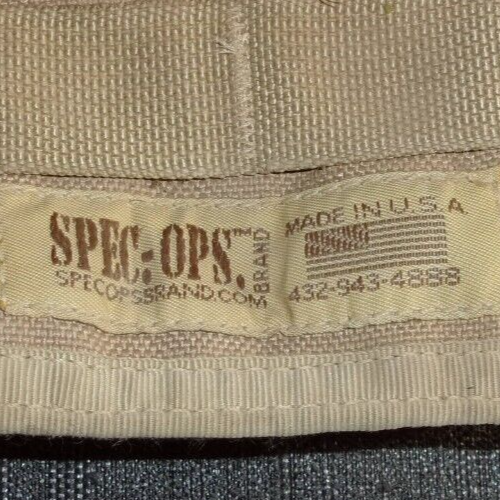 SPEC.-OPS.™
BRAND
SPECOPSBRAND.COM
MADE IN U.S.A
432-943-4888